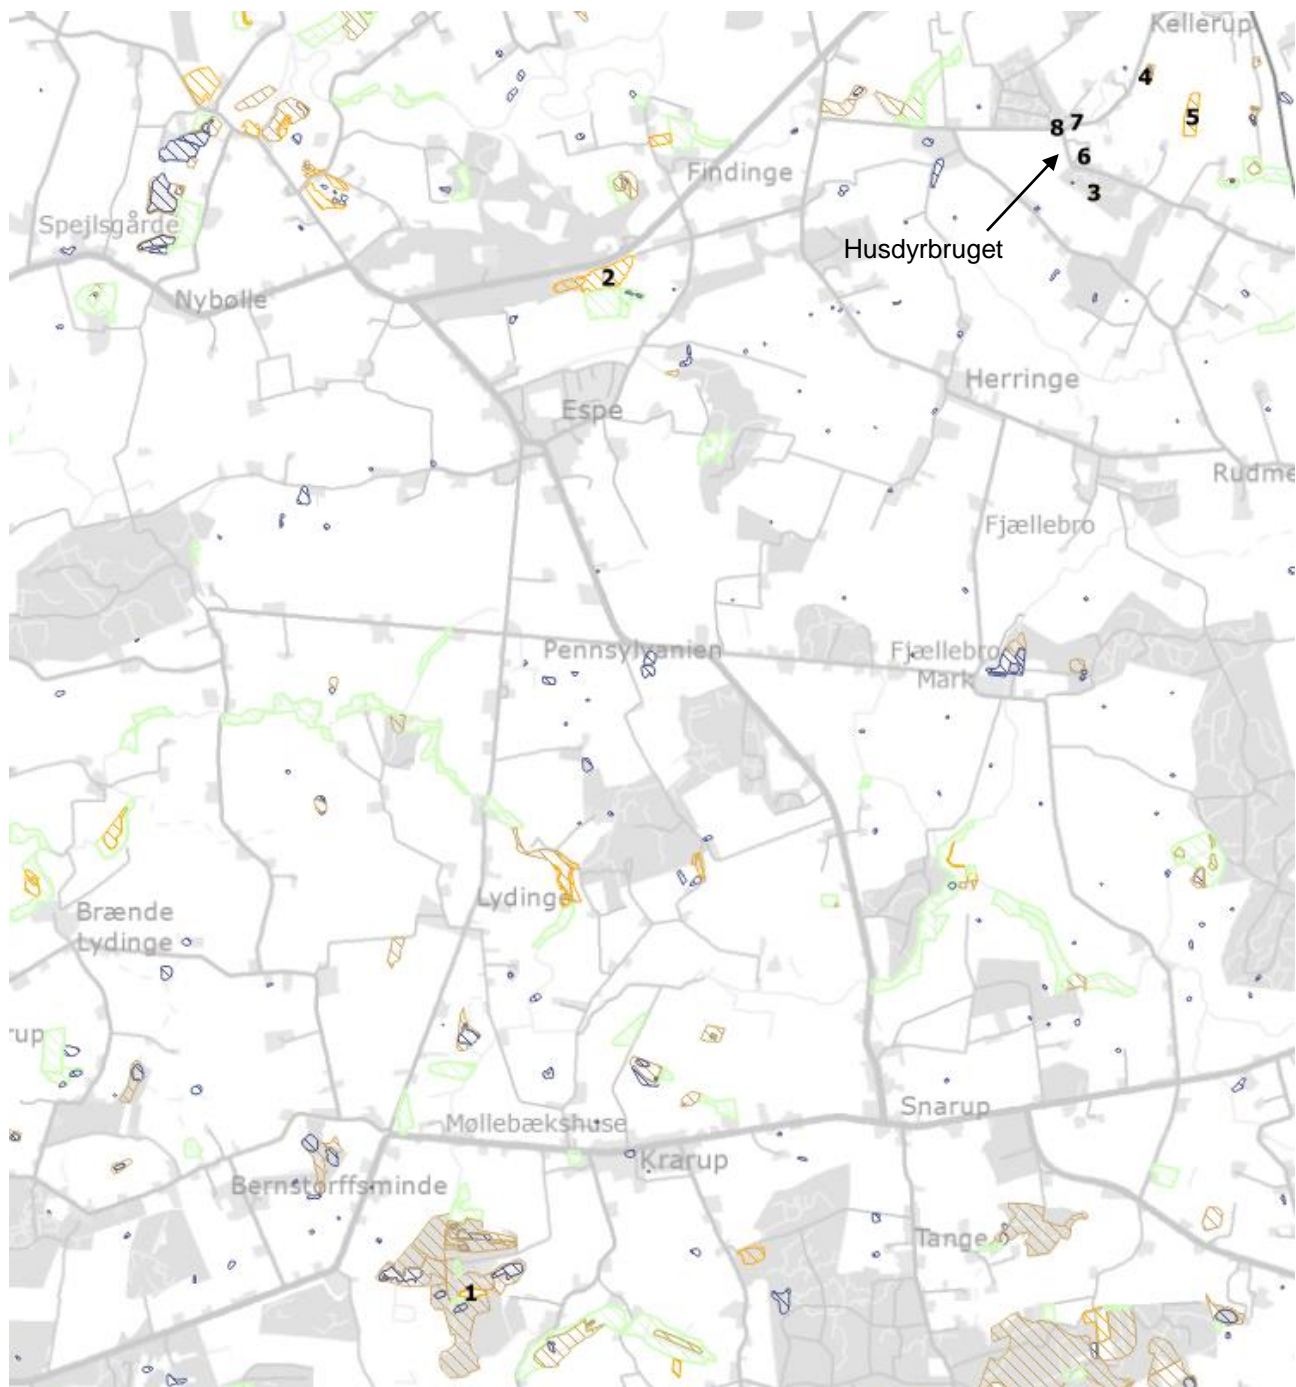 Kellerup
4
5
7
8
6
3
Findinge
Spejlsgårde
Husdyrbruget
2
Nybølle
Herringe
Espe
Rudme
Fjællebro
Pennsylvanien
Fjællebro
Mark
Lydinge
Brænde
Lydinge
rup
Snarup
Møllebækshuse
Krarup
Bernstorffsminde
Tange
1